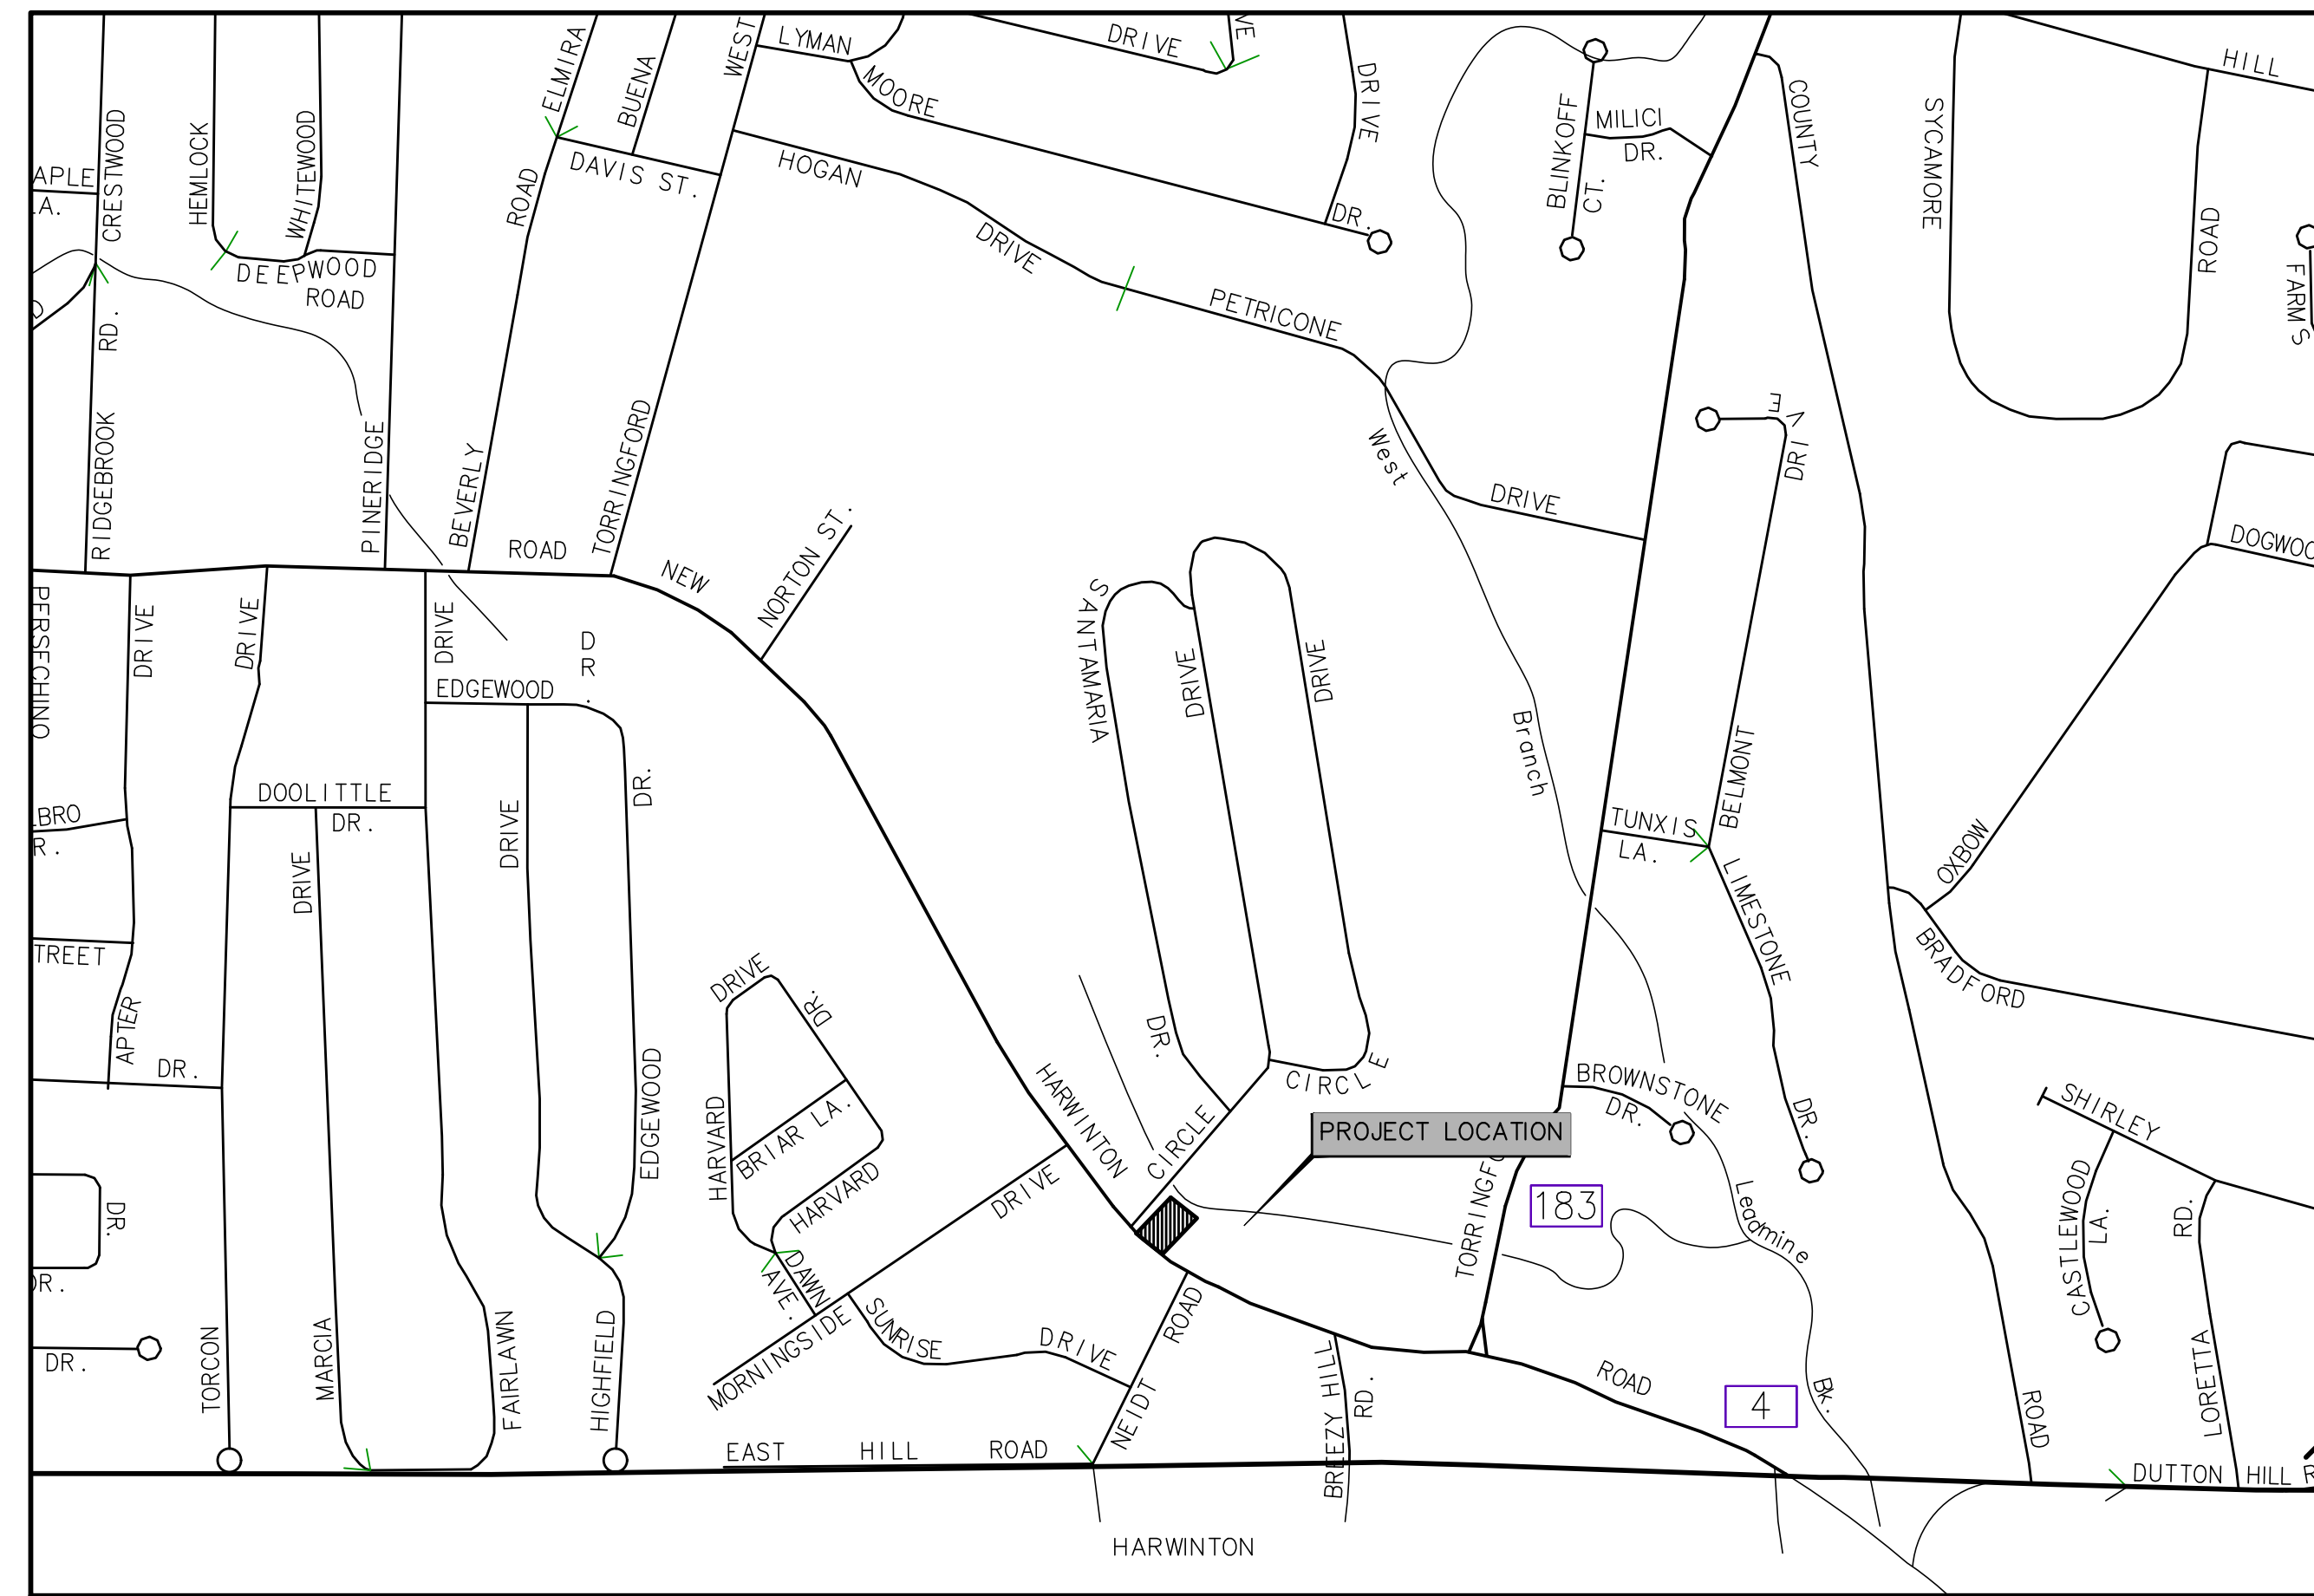 CRESTWOOD
HEMLOCK
WHITEWOOD
ELMIRA
BUENA
WEST
LYMAN
MOORE
DRIVE
VE
DRIVE
BLINKOFF
CT.
MILICI
DR.
COUNTY
SYCAMORE
ROAD
HILL
APLE
LA.
DEEPWOOD
ROAD
ROAD
DAVIS ST.
HOGAN
DRIVE
PETRICONE
DR.
FARMS
RD.
RIDGEBROOK
PINERIDGE
BEVERLY
ROAD
TORRINGFORD
NEW
NORTON ST.
West
DRIVE
DRIVE
DOGWOO
PERSECHINO
DRIVE
DRIVE
DRIVE
DR.
EDGEWOOD
SANTAMARIA
DRIVE
DRIVE
Branch
BELMONT
TUNXIS
LA.
LIMESTONE
OXBOW
BRADFORD
DOOLITTLE
DR.
DRIVE
DRIVE
DR.
LBRO
R.
TREET
APTER
DR.
DRIVE
DR.
HARVARD
BRIAR LA.
HARVARD
EDGEWOOD
HARWINTON
DR.
CIRCLE
CIRCLE
PROJECT LOCATION
BROWNSTONE
DR.
DR.
SHIRLEY
CASTLEWOOD
LA.
RD.
183
TORRINGFO
Leadmine
DR.
DR.
DR.
TORCON
MARCIA
FAIRLAWN
HIGHFIELD
DAWN
AVE.
MORNINGSIDE
DRIVE
SUNRISE
DRIVE
ROAD
NEIDT
BREEZY HILL
RD.
ROAD
4
BK.
ROAD
LORETTA
EAST HILL ROAD
DUTTON HILL R
HARWINTON